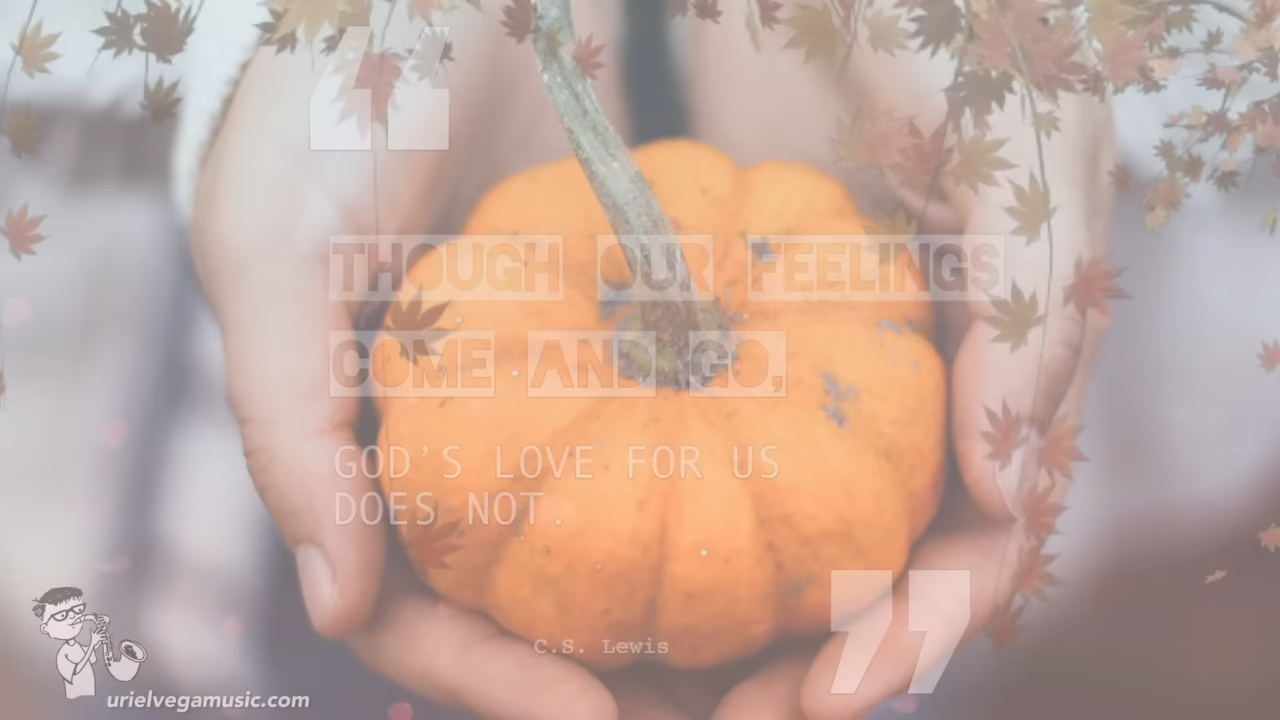 “
THOUGH OUR FEELINGS
COME AND GO,
GOD'S LOVE FOR US
DOES NOT.
”
C.S. Lewis
urielvegamusic.com